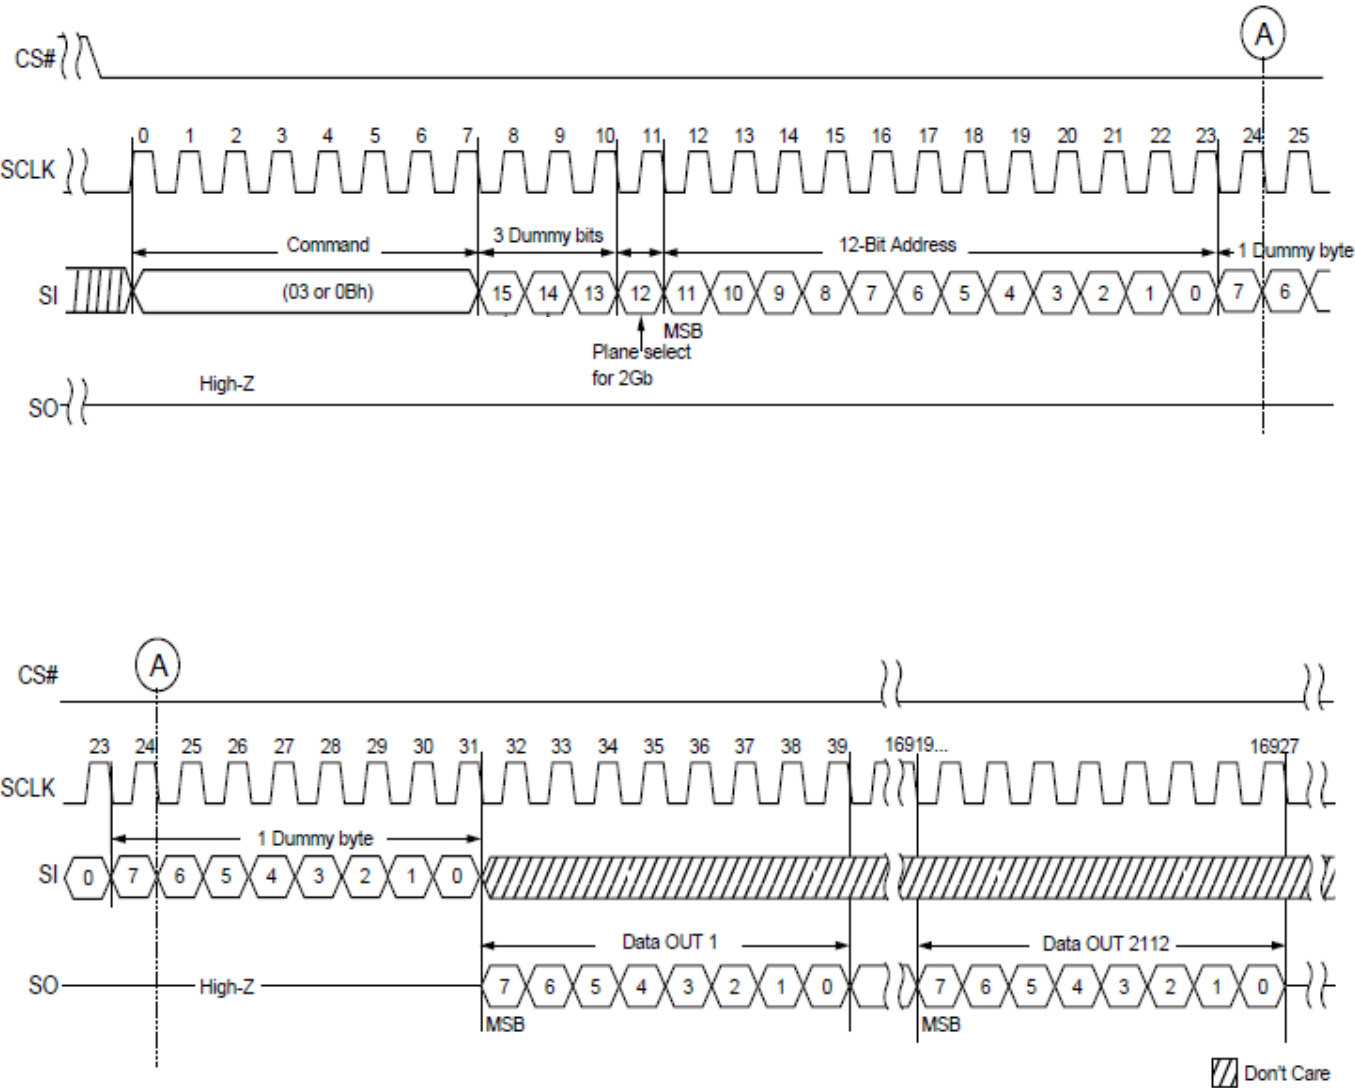 A
CS#
0 1 2 3 4 5 6 7 8 9 10 11 12 13 14 15 16 17 18 19 20 21 22 23 24 25
SCLK
Command 3 Dummy bits 12-Bit Address 1 Dummy byte
SI (03 or 0Bh) 15 14 13 12 11 10 9 8 7 6 5 4 3 2 1 0 7 6
MSB
Plane select
for 2Gb
High-Z
SO
A
CS#
23 24 25 26 27 28 29 30 31 32 33 34 35 36 37 38 39 16919... 16927
SCLK
1 Dummy byte
SI 0 7 6 5 4 3 2 1 0
Data OUT 1 Data OUT 2112
SO High-Z 7 6 5 4 3 2 1 0 7 6 5 4 3 2 1 0
MSB MSB
Don't Care